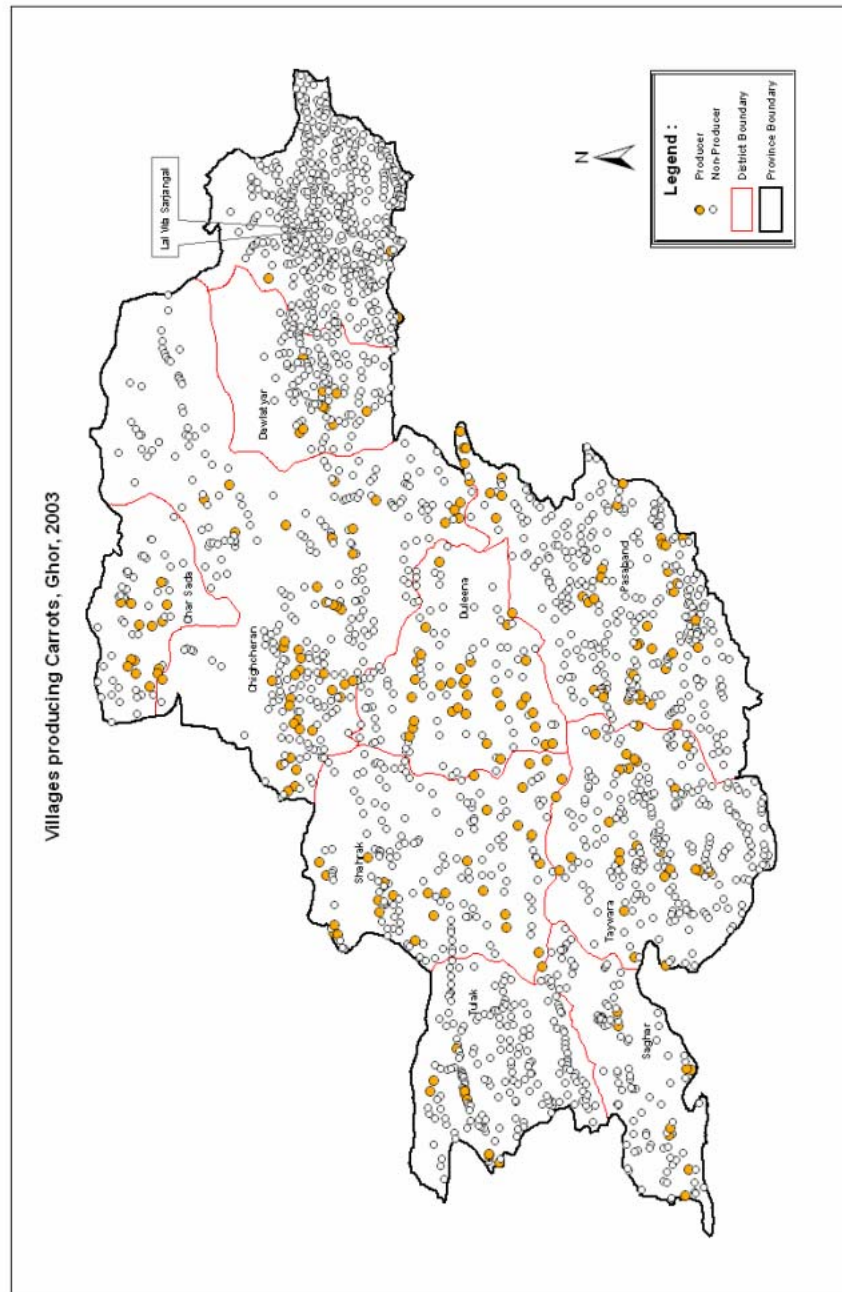 Villages producing Carrots, Ghor, 2003
Lal Wa Sarjangal
Char Sada
Dawlatyar
Chighcheran
Duleena
Shahrak
Pasaband
Tulak
Taywara
Saghar
N
Legend :
Producer
Non-Producer
District Boundary
Province Boundary